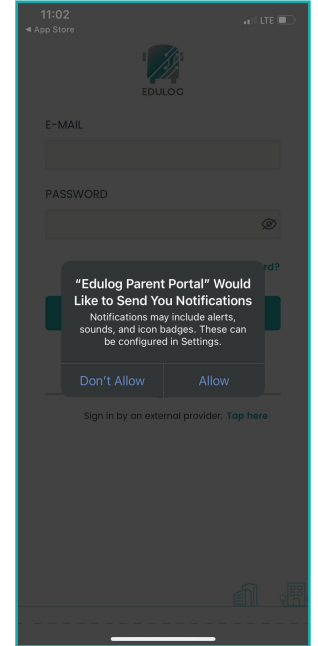 11:02
LTE
◀ App Store
EDULOG
E-MAIL
PASSWORD
rd?
“Edulog Parent Portal” Would
Like to Send You Notifications
Notifications may include alerts,
sounds, and icon badges. These can
be configured in Settings.
Don’t Allow Allow
Sign in by an external provider. Tap here